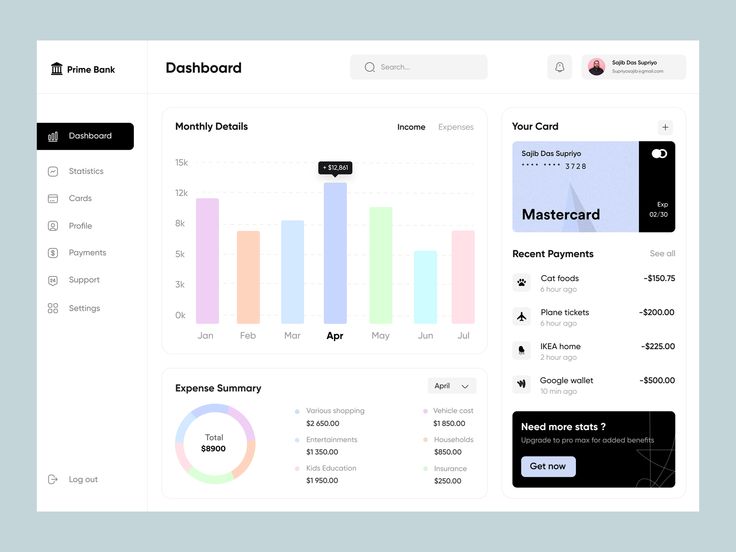 Prime Bank
Dashboard
Search...
Sajib Das Supriyo
Supriyosajib@gmail.com
Dashboard
Statistics
Cards
Profile
Payments
Support
Settings
Log out
Monthly Details
Income
Expenses
15k
12k
8k
5k
3k
0k
+ $12,861
Jan
Feb
Mar
Apr
May
Jun
Jul
Expense Summary
April
Total
$8900
Various shopping
$2 650.00
Entertainments
$1 350.00
Kids Education
$1 950.00
Vehicle cost
$1 850.00
Households
$850.00
Insurance
$250.00
Your Card
+
Sajib Das Supriyo
•••• •••• 3728
Mastercard
Exp
02/30
Recent Payments
See all
Cat foods
6 hour ago
-$150.75
Plane tickets
6 hour ago
-$200.00
IKEA home
2 hour ago
-$225.00
Google wallet
10 min ago
-$500.00
Need more stats ?
Upgrade to pro max for added benefits
Get now